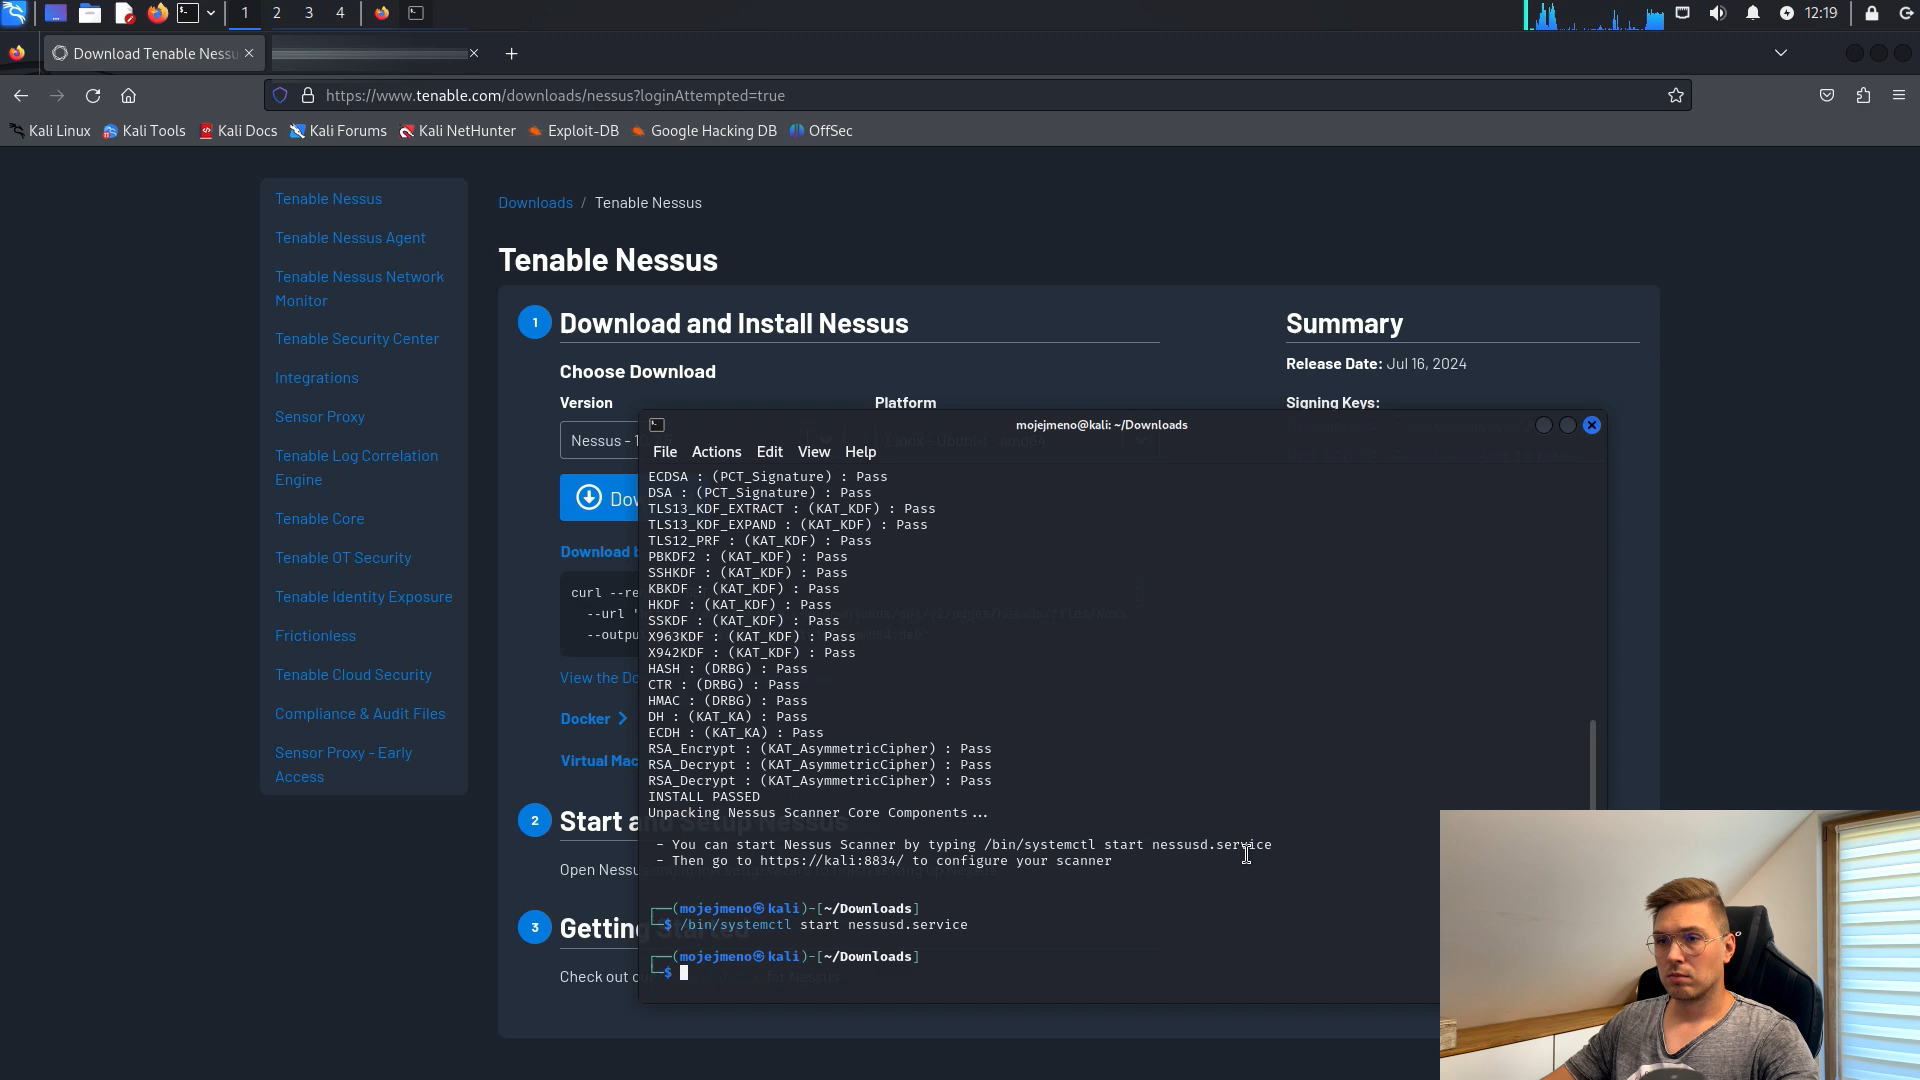 1
2
3
4
12:19
Download Tenable Nessu
https://www.tenable.com/downloads/nessus?loginAttempted=true
Kali Linux
Kali Tools
Kali Docs
Kali Forums
Kali NetHunter
Exploit-DB
Google Hacking DB
OffSec
Tenable Nessus
Tenable Nessus Agent
Tenable Nessus Network
Monitor
Tenable Security Center
Integrations
Sensor Proxy
Tenable Log Correlation
Engine
Tenable Core
Tenable OT Security
Tenable Identity Exposure
Frictionless
Tenable Cloud Security
Compliance & Audit Files
Sensor Proxy - Early
Access
Downloads / Tenable Nessus
Tenable Nessus
1 Download and Install Nessus
Choose Download
Version
Platform
Nessus - 1
Dow
Download b
curl --re
--url '
--outpu
View the Do
Docker
Virtual Mac
2 Start and Setup Nessus
Open Nessu
3 Getting Started
Check out o
for Nessus
Summary
Release Date: Jul 16, 2024
Signing Keys:
mojejmeno@kali: ~/Downloads
File Actions Edit View Help
ECDSA : (PCT_Signature) : Pass
DSA : (PCT_Signature) : Pass
TLS13_KDF_EXTRACT : (KAT_KDF) : Pass
TLS13_KDF_EXPAND : (KAT_KDF) : Pass
TLS12_PRF : (KAT_KDF) : Pass
PBKDF2 : (KAT_KDF) : Pass
SSHKDF : (KAT_KDF) : Pass
KBKDF : (KAT_KDF) : Pass
HKDF : (KAT_KDF) : Pass
SSKDF : (KAT_KDF) : Pass
X963KDF : (KAT_KDF) : Pass
X942KDF : (KAT_KDF) : Pass
HASH : (DRBG) : Pass
CTR : (DRBG) : Pass
HMAC : (DRBG) : Pass
DH : (KAT_KA) : Pass
ECDH : (KAT_KA) : Pass
RSA_Encrypt : (KAT_AsymmetricCipher) : Pass
RSA_Decrypt : (KAT_AsymmetricCipher) : Pass
RSA_Decrypt : (KAT_AsymmetricCipher) : Pass
INSTALL PASSED
Unpacking Nessus Scanner Core Components...
- You can start Nessus Scanner by typing /bin/systemctl start nessusd.service
- Then go to https://kali:8834/ to configure your scanner
┌──(mojejmeno㉿kali)-[~/Downloads]
└─$ /bin/systemctl start nessusd.service
┌──(mojejmeno㉿kali)-[~/Downloads]
└─$